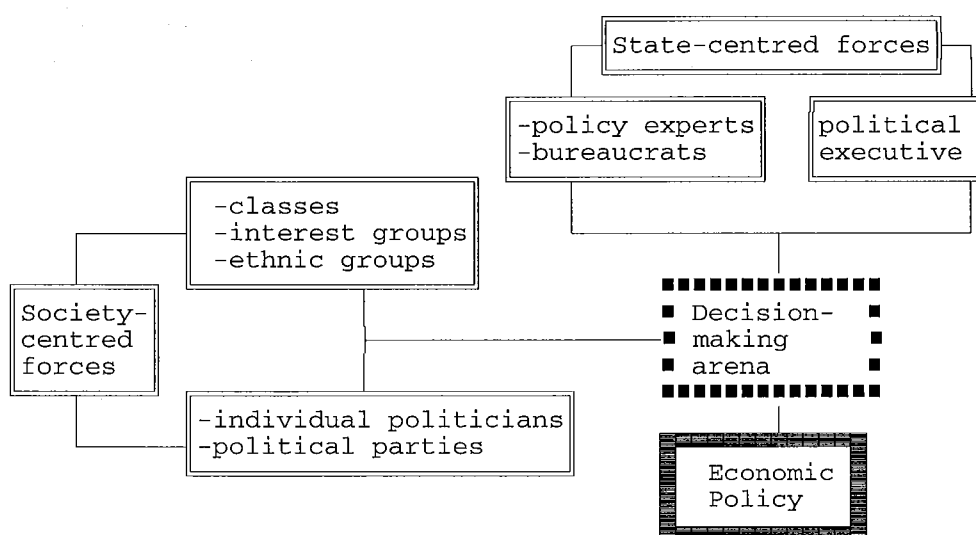 State-centred forces
-policy experts
-bureaucrats
political
executive
-classes
-interest groups
-ethnic groups
Society-
centred
forces
Decision-
making
arena
-individual politicians
-political parties
Economic
Policy